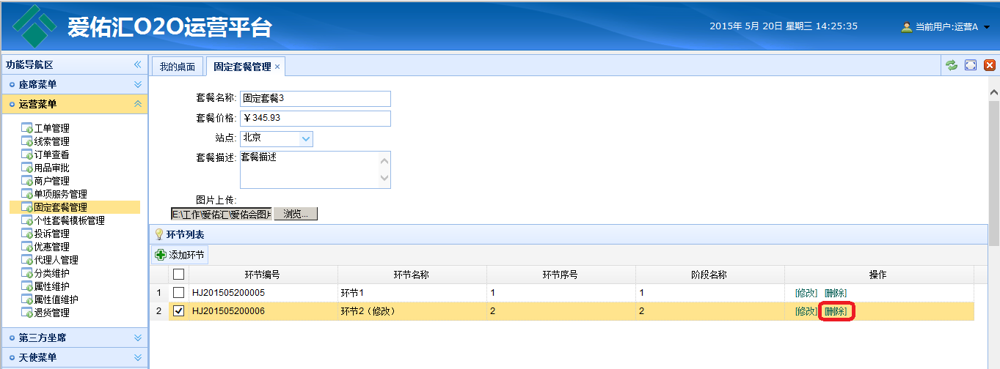 爱佑汇O2O运营平台
2015年 5月 20日 星期三 14:25:35
当前用户:运营A
功能导航区
座席菜单
运营菜单
工单管理
线索管理
订单查看
用品审批
商户管理
单项服务管理
固定套餐管理
个性套餐模板管理
投诉管理
优惠管理
代理人管理
分类维护
属性维护
属性值维护
退货管理
第三方坐席
天使菜单
我的桌面 固定套餐管理
套餐名称: 固定套餐3
套餐价格: ￥345.93
站点: 北京
套餐描述: 套餐描述
图片上传:
E:\工作\爱佑汇\爱佑会图片 浏览...
环节列表
添加环节
环节编号 环节名称 环节序号 阶段名称 操作
1 HJ201505200005 环节1 1 1 [修改] [删除]
2 HJ201505200006 环节2（修改） 2 2 [修改] [删除]